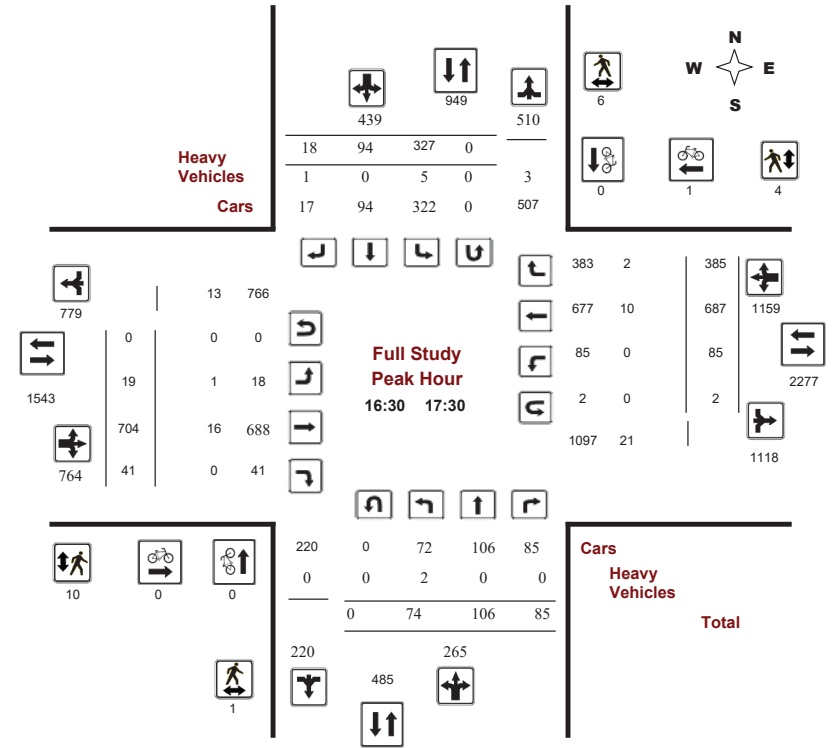 N
W E
S
949
6
439 510
18 94 327 0
Heavy
Vehicles
1 0 5 0 3
Cars
17 94 322 0 507
0 1 4
383 2 385
13 766
779
677 10 687 1159
0 0 0
Full Study
Peak Hour
16:30 17:30
85 0 85
19 1 18
1543
2277
2 0 2
704 16 688
1097 21
1118
764 41 0 41
220 0 72 106 85 Cars
0 0 2 0 0 Heavy
Vehicles
10 0 0
0 74 106 85 Total
220 265
485
1